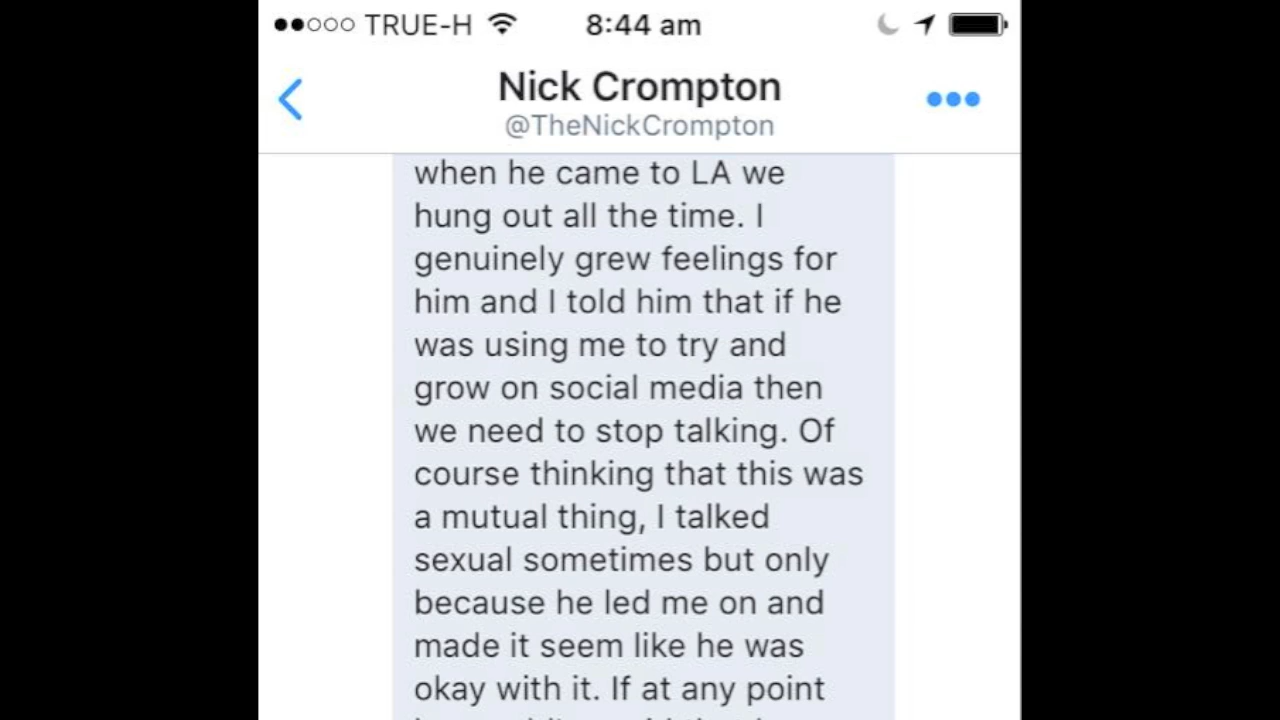 TRUE-H 8:44 am
Nick Crompton
@TheNickCrompton
when he came to LA we
hung out all the time. I
genuinely grew feelings for
him and I told him that if he
was using me to try and
grow on social media then
we need to stop talking. Of
course thinking that this was
a mutual thing, I talked
sexual sometimes but only
because he led me on and
made it seem like he was
okay with it. If at any point